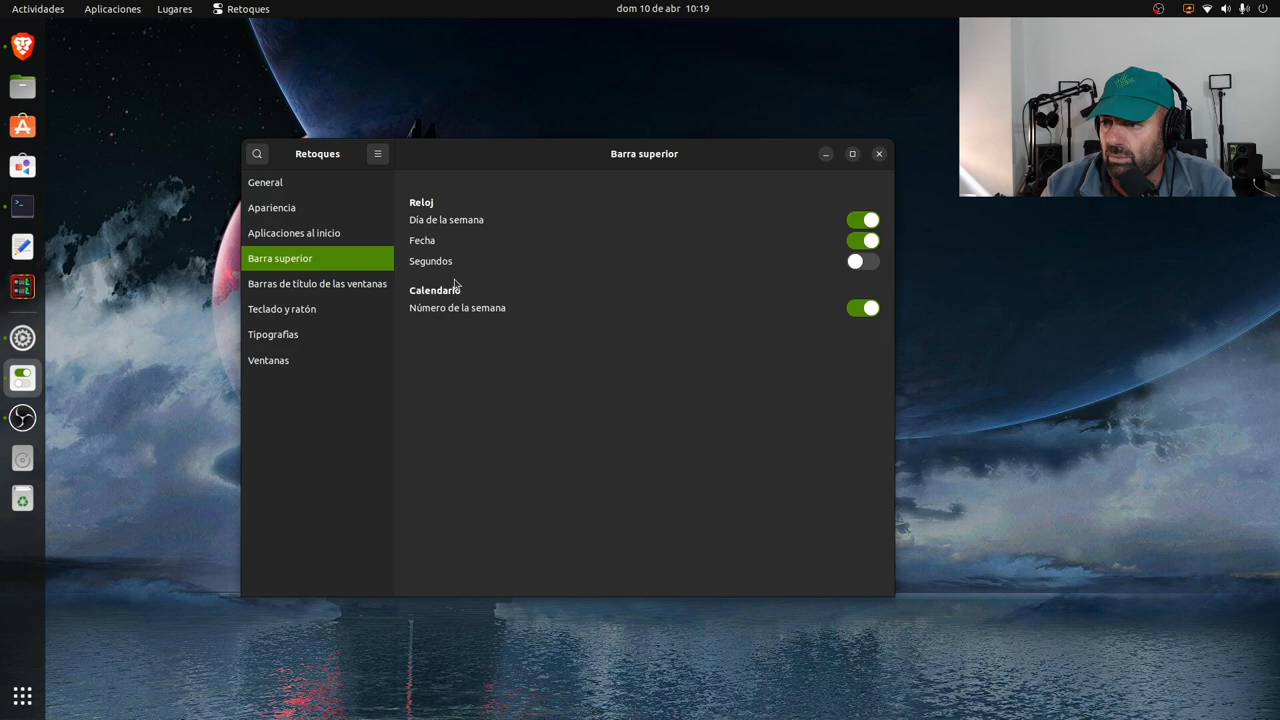 Actividades Aplicaciones Lugares Retoques dom 10 de abr 10:19
Retoques Barra superior
General
Apariencia
Aplicaciones al inicio
Barra superior
Barras de título de las ventanas
Teclado y ratón
Tipografías
Ventanas
Reloj
Día de la semana
Fecha
Segundos
Calendario
Número de la semana